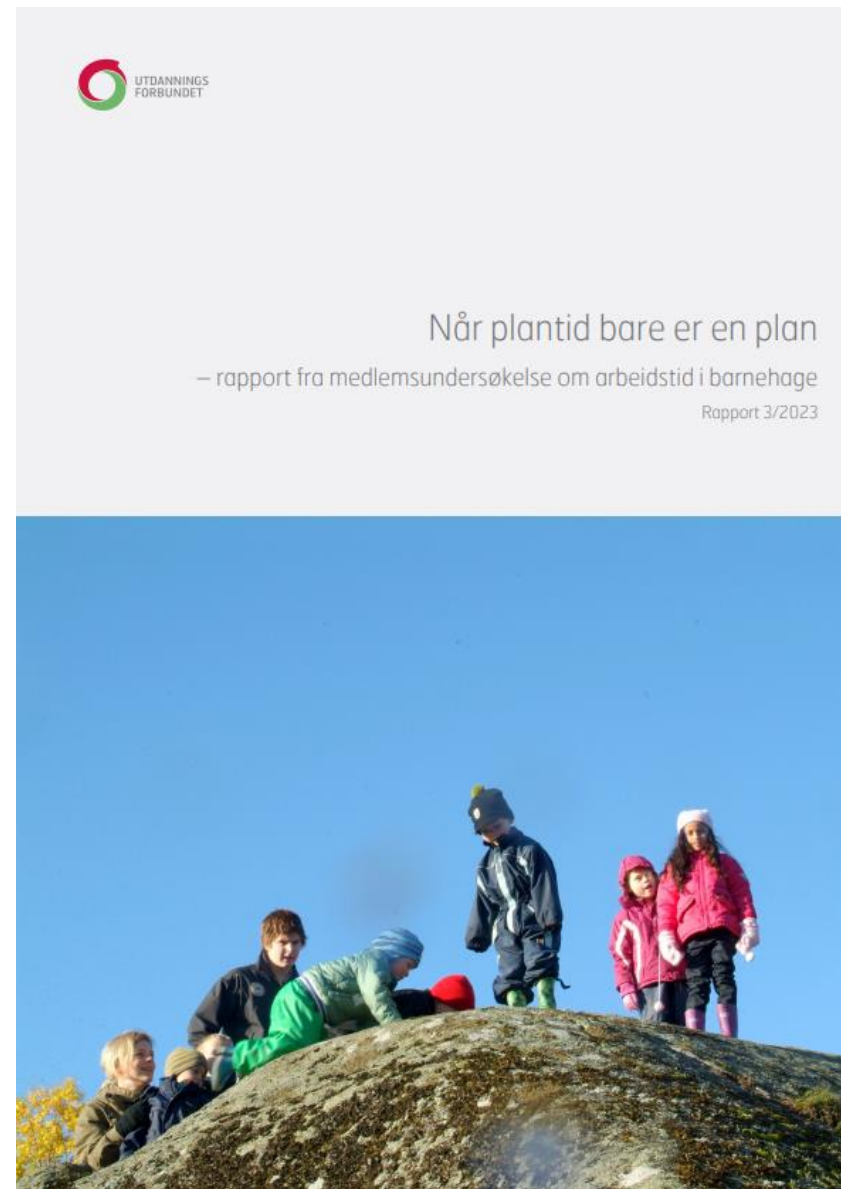 UTDANNINGS
FORBUNDET
Når plantid bare er en plan
– rapport fra medlemsundersøkelse om arbeidstid i barnehage
Rapport 3/2023